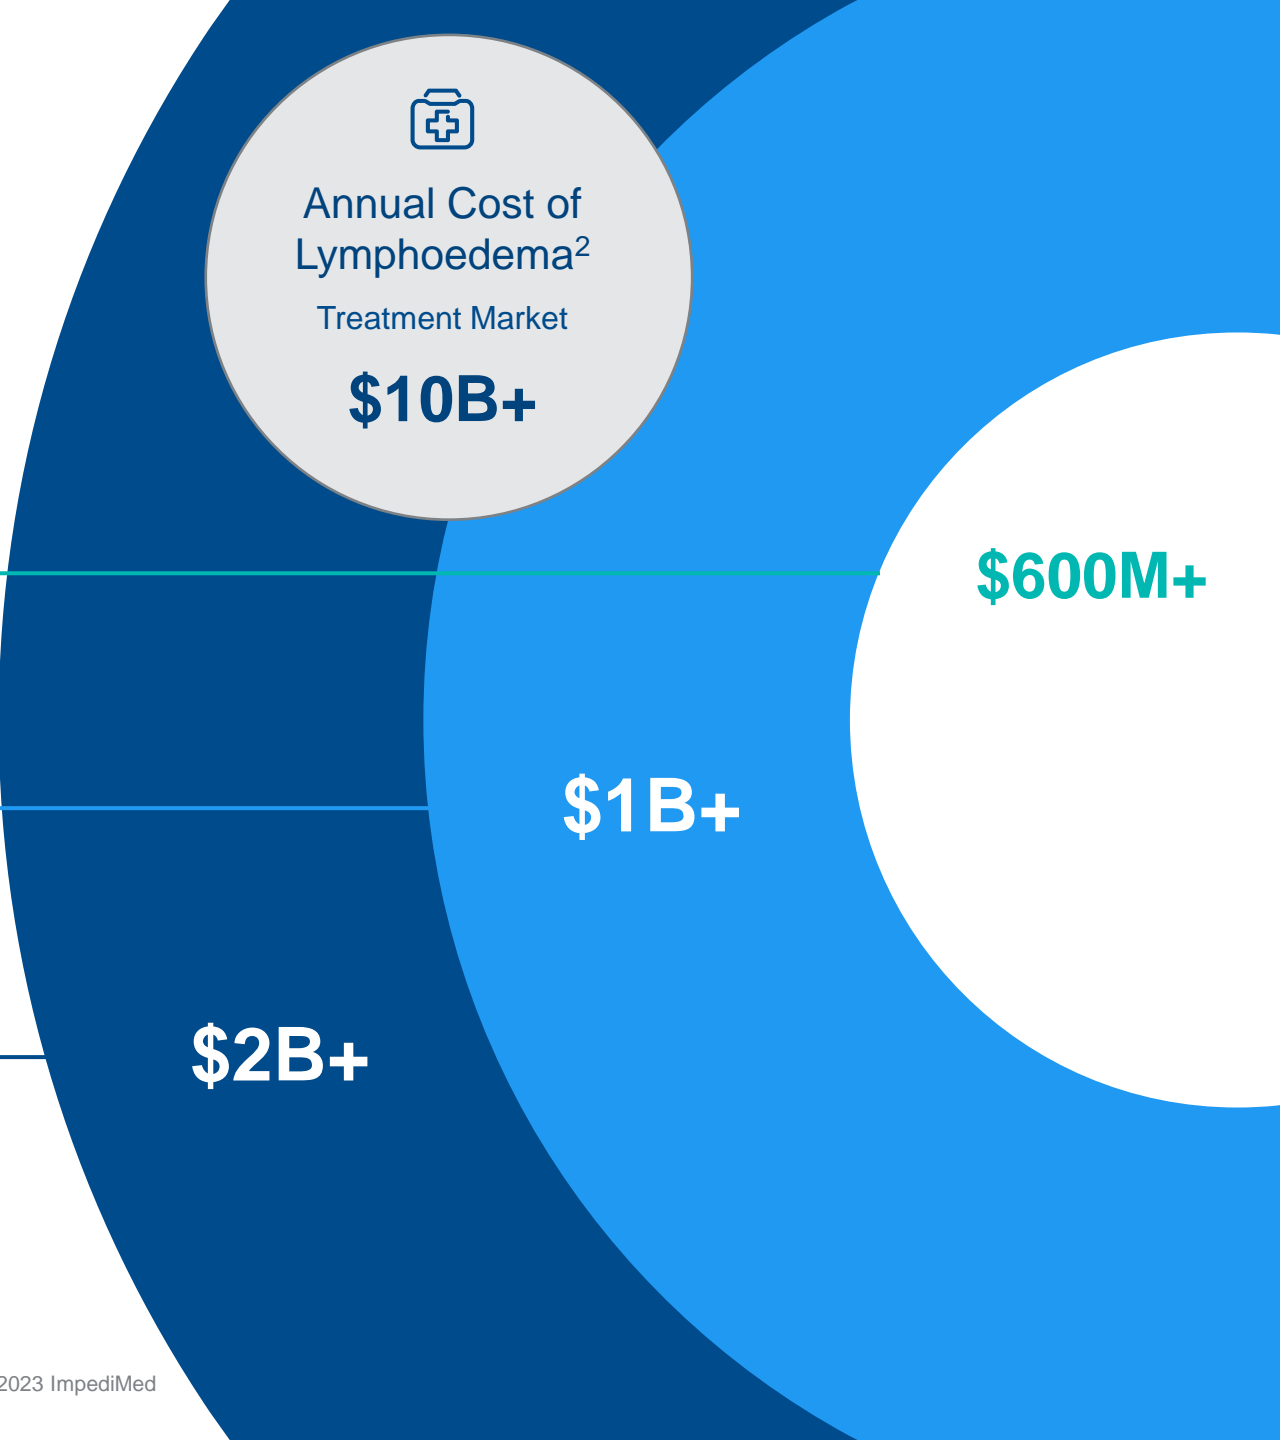 Annual Cost of
Lymphoedema²
Treatment Market
$10B+
$600M+
$1B+
$2B+
2023 ImpediMed